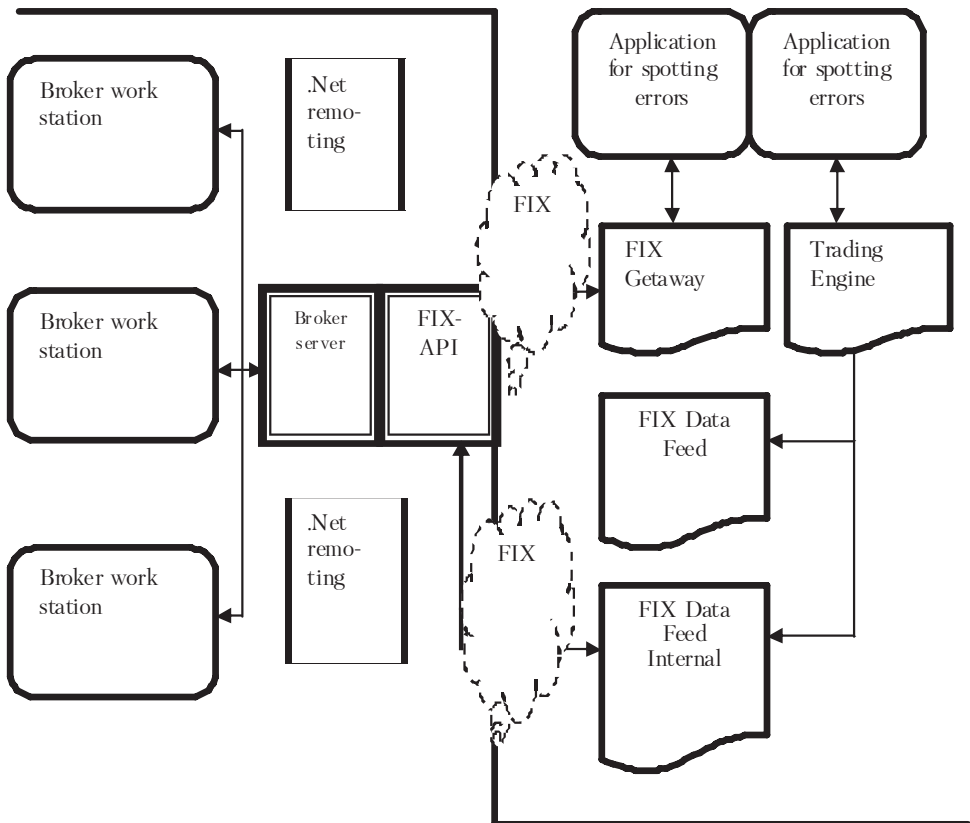 Broker work
station
.Net
remo-
ting
Application
for spotting
errors
Application
for spotting
errors
FIX
FIX
Getaway
Trading
Engine
Broker work
station
Broker
server
FIX-
API
FIX Data
Feed
Broker work
station
.Net
remo-
ting
FIX
FIX Data
Feed
Internal